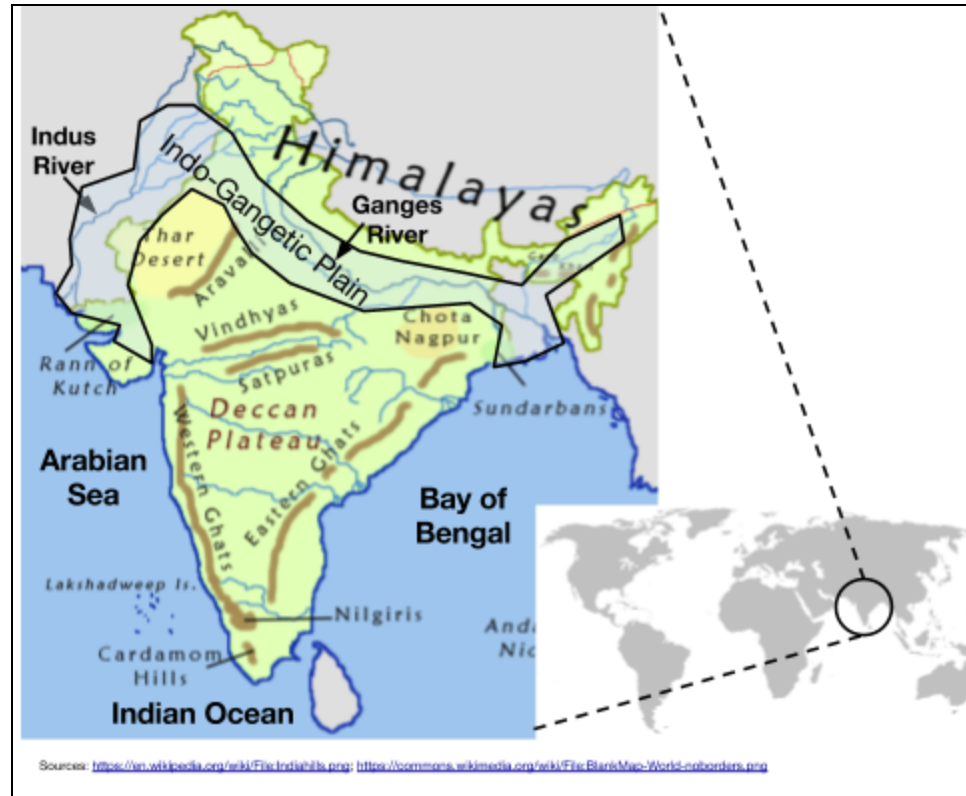 Indus
River
Himalayas
Indo-Gangetic Plain
Ganges
River
Thar
Desert
Aravali
Vindhyas
Chota
Nagpur
Satpuras
Rann of
Kutch
Sundarbans
Deccan
Plateau
Western Ghats
Eastern Ghats
Arabian
Sea
Bay of
Bengal
Lakshadweep Is.
Nilgiris
Anda
Nic
Cardamom
Hills
Indian Ocean
Sources: https://en.wikipedia.org/wiki/File:Indiahills.png; https://commons.wikimedia.org/wiki/File:BlankMap-World-noborders.png